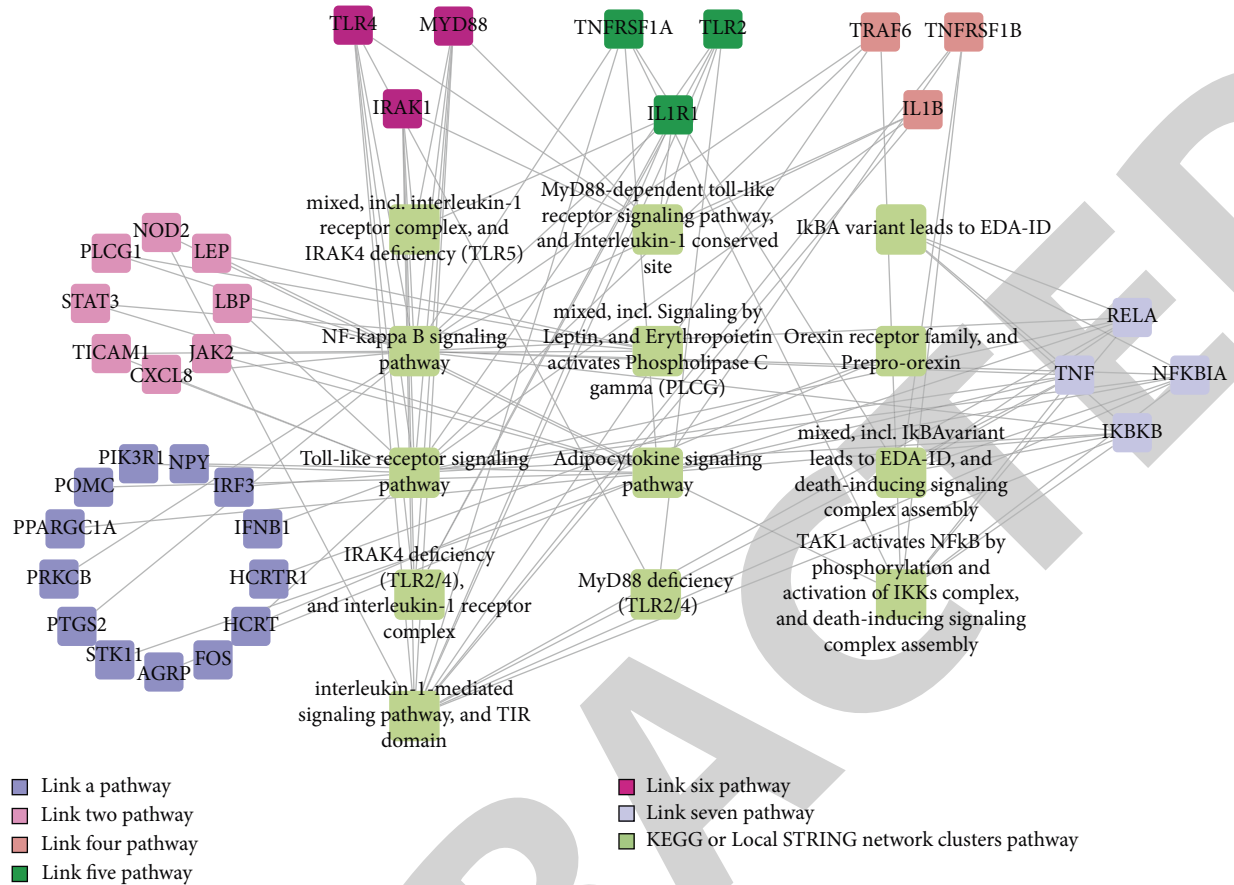 TLR4
MYD88
TNFRSF1A
TLR2
TRAF6
TNFRSF1B
IRAK1
IL1R1
IL1B
mixed, incl. interleukin-1
receptor complex, and
IRAK4 deficiency (TLR5)
MyD88-dependent toll-like
receptor signaling pathway,
and Interleukin-1 conserved
site
IkBA variant leads to EDA-ID
NOD2
PLCG1
LEP
STAT3
LBP
TICAM1
JAK2
CXCL8
NF-kappa B signaling
pathway
mixed, incl. Signaling by
Leptin, and Erythropoietin
activates Phospholipase C
gamma (PLCG)
Orexin receptor family, and
Prepro-orexin
RELA
TNF
NFKBIA
IKBKB
PIK3R1
NPY
POMC
IRF3
PPARGC1A
IFNB1
PRKCB
HCRTR1
PTGS2
HCRT
STK11
FOS
AGRP
Toll-like receptor signaling
pathway
Adipocytokine signaling
pathway
mixed, incl. IkBAvariant
leads to EDA-ID, and
death-inducing signaling
complex assembly
IRAK4 deficiency
(TLR2/4),
and interleukin-1 receptor
complex
MyD88 deficiency
(TLR2/4)
TAK1 activates NFkB by
phosphorylation and
activation of IKKs complex,
and death-inducing signaling
complex assembly
interleukin-1-mediated
signaling pathway, and TIR
domain
Link a pathway
Link two pathway
Link four pathway
Link five pathway
Link six pathway
Link seven pathway
KEGG or Local STRING network clusters pathway